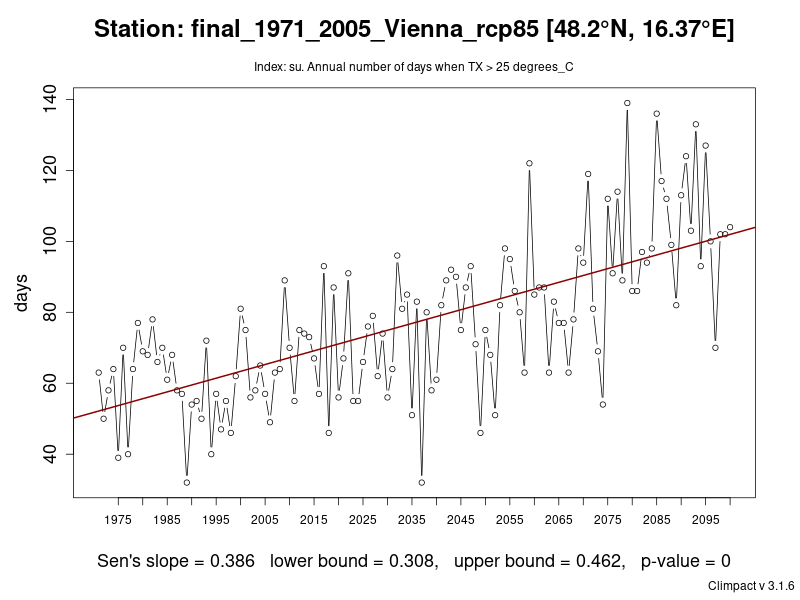 Station: final_1971_2005_Vienna_rcp85 [48.2°N, 16.37°E]
Index: su. Annual number of days when TX > 25 degrees_C
140
120
100
80
60
40
days
1975 1985 1995 2005 2015 2025 2035 2045 2055 2065 2075 2085 2095
Sen's slope = 0.386 lower bound = 0.308, upper bound = 0.462, p-value = 0
Climpact v 3.1.6